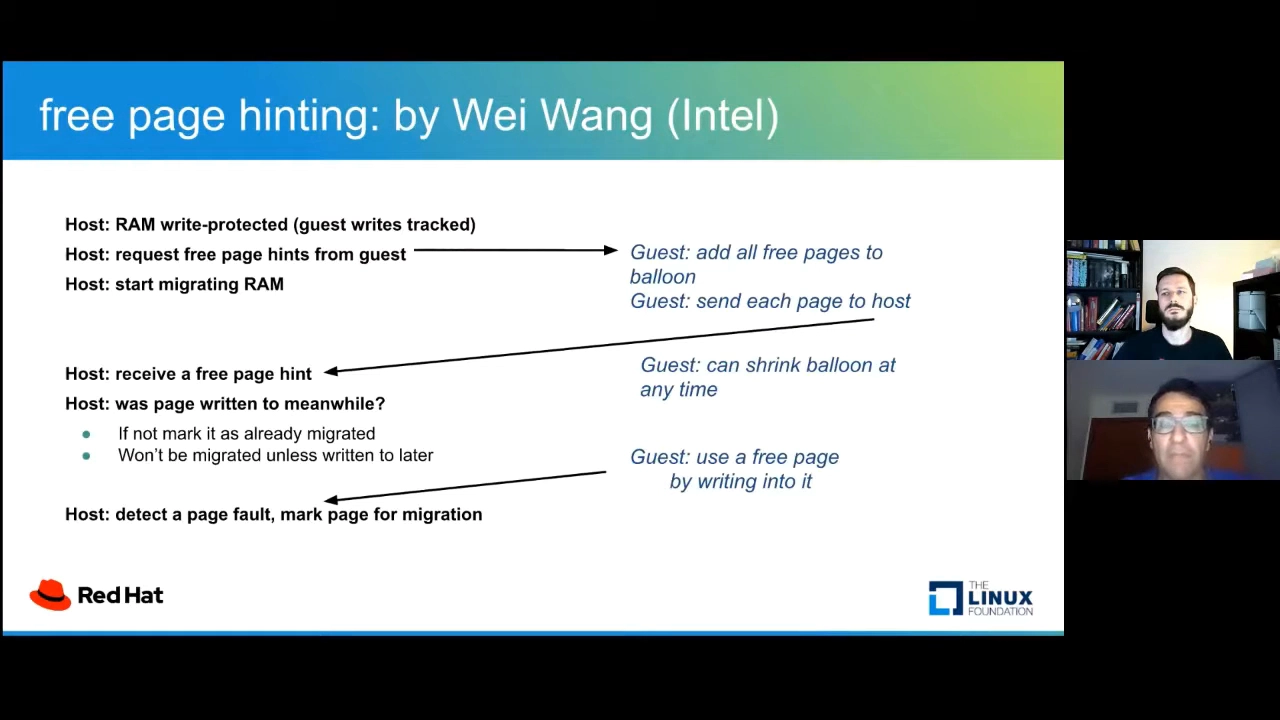 free page hinting: by Wei Wang (Intel)
Host: RAM write-protected (guest writes tracked)
Host: request free page hints from guest
Host: start migrating RAM
Guest: add all free pages to
balloon
Guest: send each page to host
Host: receive a free page hint
Guest: can shrink balloon at
any time
Host: was page written to meanwhile?
If not mark it as already migrated
Won't be migrated unless written to later
Guest: use a free page
by writing into it
Host: detect a page fault, mark page for migration
Red Hat
THE
LINUX
FOUNDATION